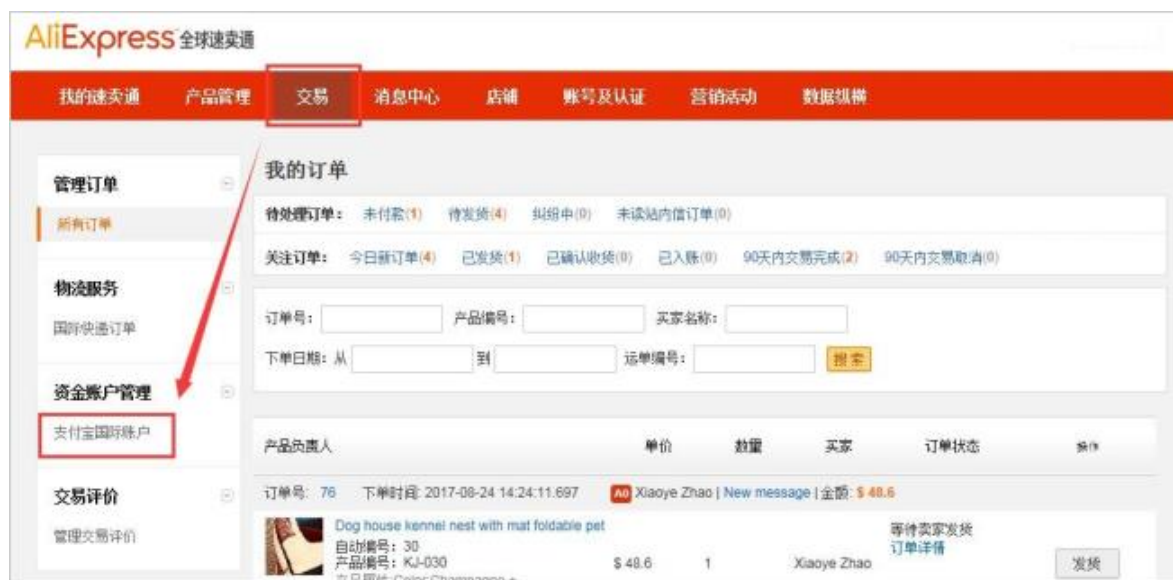 AliExpress 全球速卖通
我的速卖通 产品管理 交易 消息中心 店铺 账号及认证 营销活动 数据纵横
管理订单
所有订单
物流服务
国际快递订单
资金账户管理
支付宝国际账户
交易评价
管理交易评价
我的订单
待处理订单： 未付款(1) 待发货(4) 纠纷中(0) 未读站内信订单(0)
关注订单： 今日新订单(4) 已发货(1) 已确认收货(0) 已入账(0) 90天内交易完成(2) 90天内交易取消(0)
订单号： 产品编号： 买家名称：
下单日期：从 到 运单编号： 搜索
产品负责人 单价 数量 买家 订单状态 操作
订单号: 76 下单时间: 2017-08-24 14:24:11.697 A0 Xiaoye Zhao | New message | 金额: $ 48.6
Dog house kennel nest with mat foldable pet
自动编号：30
产品编号：KJ-030
$ 48.6 1 Xiaoye Zhao
等待卖家发货
订单详情
发货